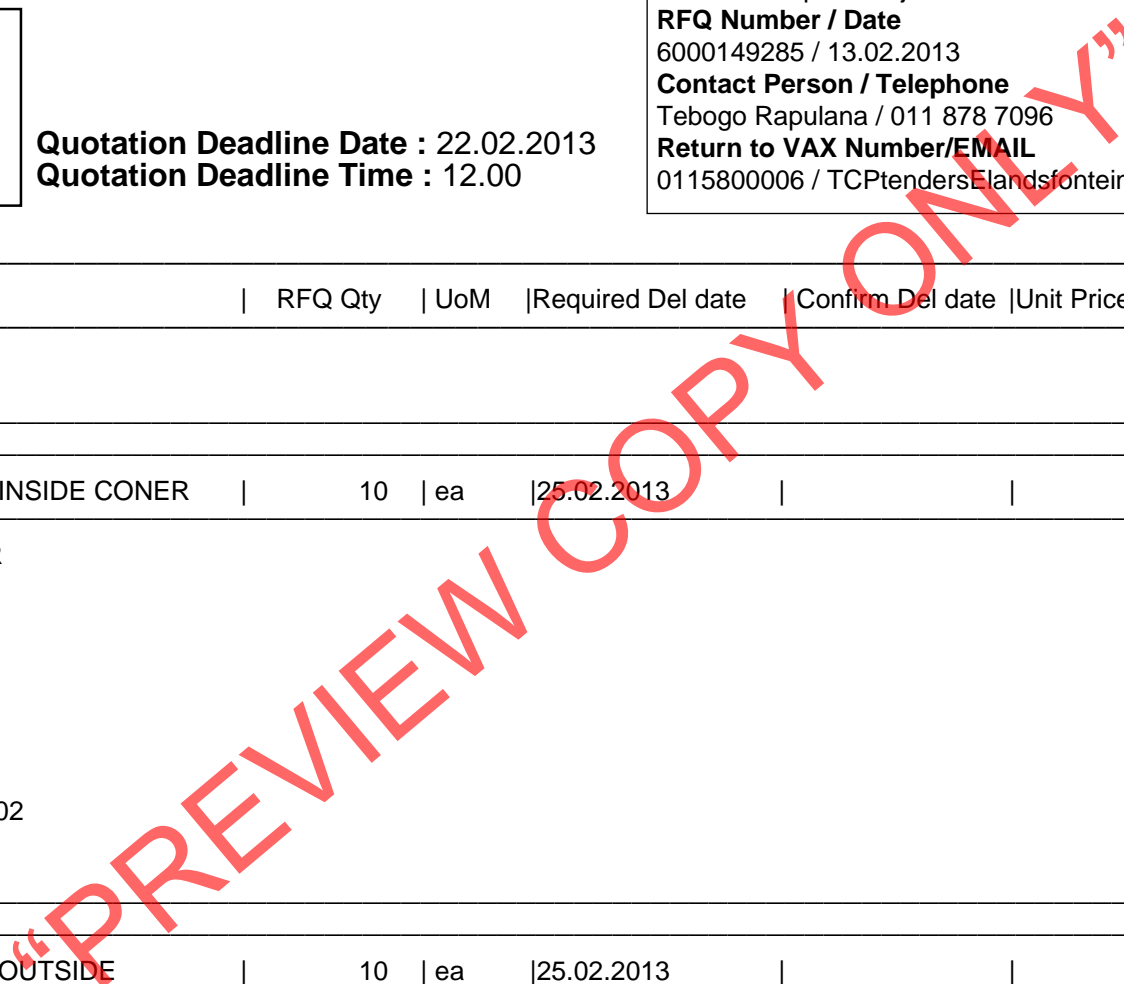 RFQ Number / Date
6000149285 / 13.02.2013
Contact Person / Telephone
Tebogo Rapulana / 011 878 7096
Return to VAX Number/EMAIL
0115800006 / TCPtendersElandsfontein
Quotation Deadline Date : 22.02.2013
Quotation Deadline Time : 12.00
| RFQ Qty | UoM |Required Del date | Confirm Del date |Unit Price
INSIDE CONER | 10 | ea |25.02.2013 | |
02
OUTSIDE | 10 | ea |25.02.2013 | |
“PREVIEW COPY ONLY”